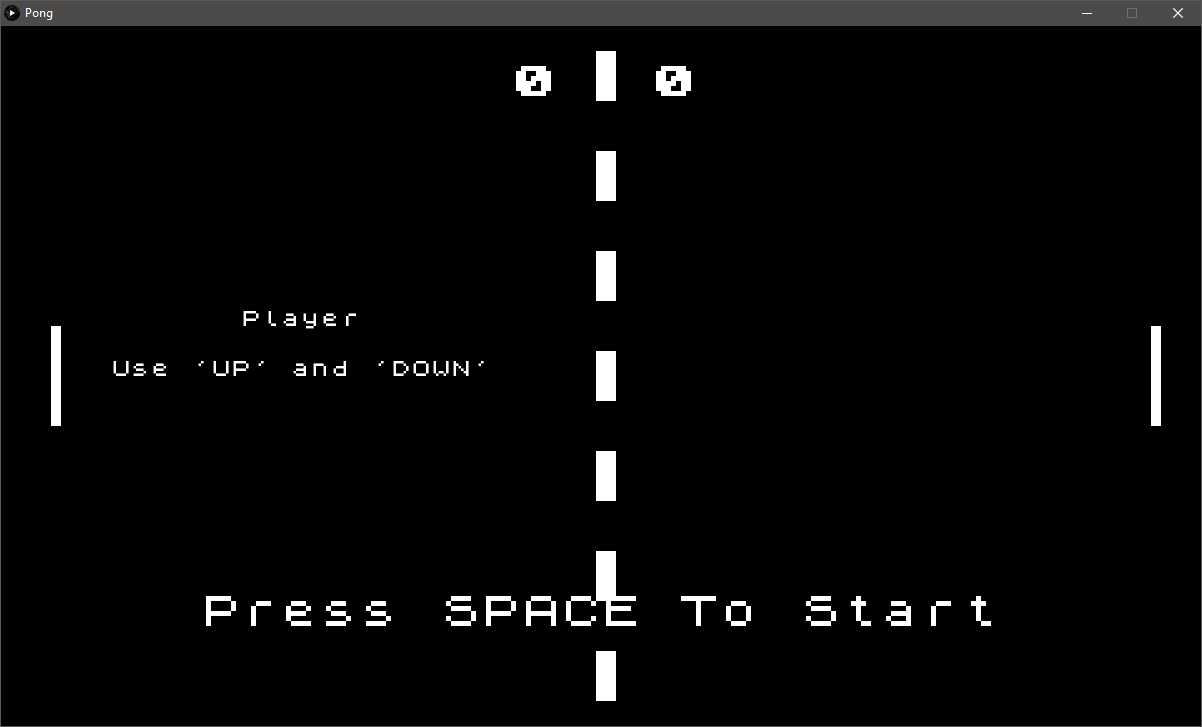 Pong
0 0
Player
Use 'UP' and 'DOWN'
Press SPACE To Start